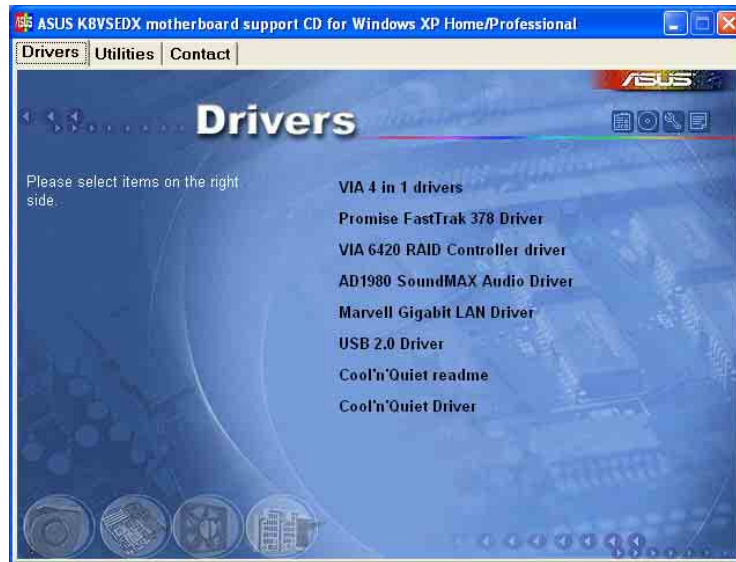 ASUS K8VSEDX motherboard support CD for Windows XP Home/Professional
Drivers Utilities Contact
ASUS
Drivers
Please select items on the right
side.
VIA 4 in 1 drivers
Promise FastTrak 378 Driver
VIA 6420 RAID Controller driver
AD1980 SoundMAX Audio Driver
Marvell Gigabit LAN Driver
USB 2.0 Driver
Cool'n'Quiet readme
Cool'n'Quiet Driver